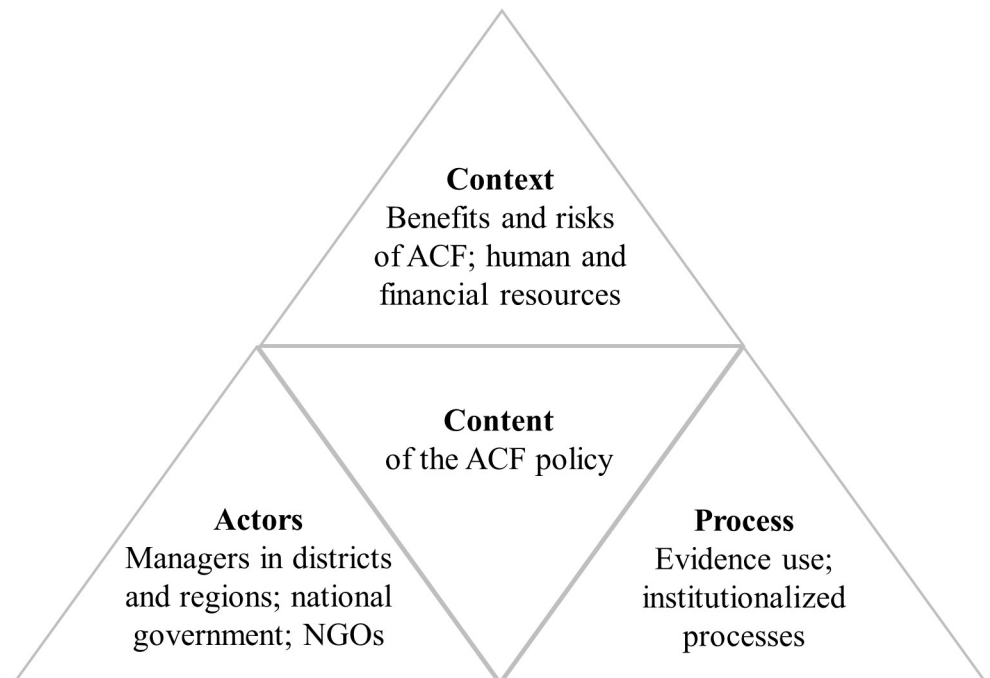 Context
Benefits and risks
of ACF; human and
financial resources
Content
of the ACF policy
Actors
Managers in districts
and regions; national
government; NGOs
Process
Evidence use;
institutionalized
processes